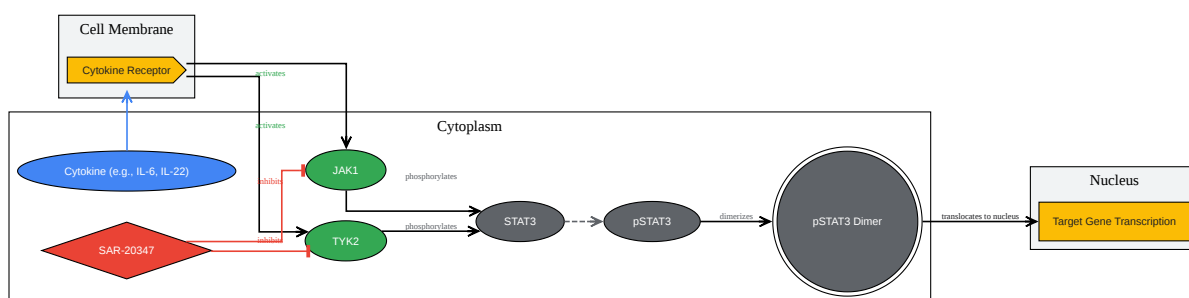 Cell Membrane
Cytokine Receptor
activates
activates
Cytoplasm
Cytokine (e.g., IL-6, IL-22)
inhibits
JAK1
phosphorylates
SAR-20347
inhibits
TYK2
phosphorylates
STAT3
pSTAT3
dimerizes
pSTAT3 Dimer
translocates to nucleus
Nucleus
Target Gene Transcription